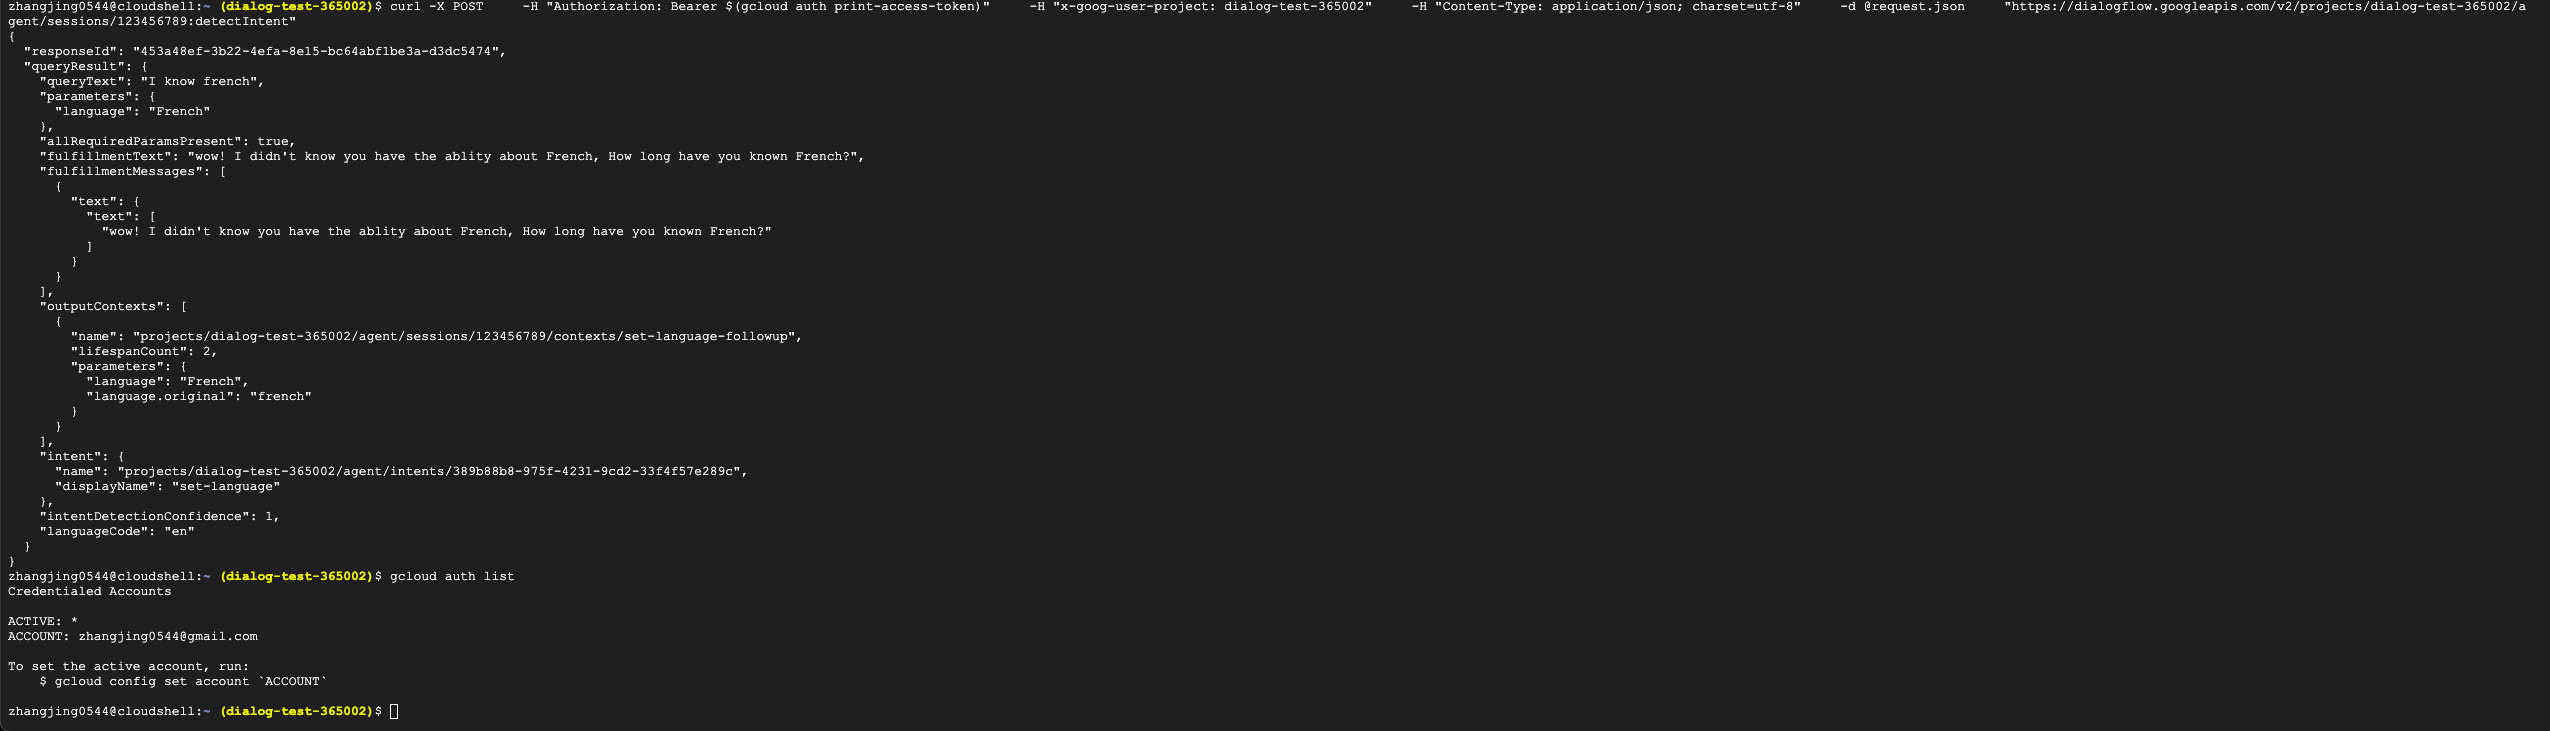 zhangjing0544@cloudshell:~ (dialog-test-365002)$ curl -X POST     -H "Authorization: Bearer $(gcloud auth print-access-token)"     -H "x-goog-user-project: dialog-test-365002"     -H "Content-Type: application/json; charset=utf-8"     -d @request.json     "https://dialogflow.googleapis.com/v2/projects/dialog-test-365002/a
gent/sessions/123456789:detectIntent"
{
  "responseId": "453a48ef-3b22-4efa-8e15-bc64abf1be3a-d3dc5474",
  "queryResult": {
    "queryText": "I know french",
    "parameters": {
      "language": "French"
    },
    "allRequiredParamsPresent": true,
    "fulfillmentText": "wow! I didn't know you have the ablity about French, How long have you known French?",
    "fulfillmentMessages": [
      {
        "text": {
          "text": [
            "wow! I didn't know you have the ablity about French, How long have you known French?"
          ]
        }
      }
    ],
    "outputContexts": [
      {
        "name": "projects/dialog-test-365002/agent/sessions/123456789/contexts/set-language-followup",
        "lifespanCount": 2,
        "parameters": {
          "language": "French",
          "language.original": "french"
        }
      }
    ],
    "intent": {
      "name": "projects/dialog-test-365002/agent/intents/389b88b8-975f-4231-9cd2-33f4f57e289c",
      "displayName": "set-language"
    },
    "intentDetectionConfidence": 1,
    "languageCode": "en"
  }
}
zhangjing0544@cloudshell:~ (dialog-test-365002)$ gcloud auth list
Credentialed Accounts

ACTIVE: *
ACCOUNT: zhangjing0544@gmail.com

To set the active account, run:
    $ gcloud config set account `ACCOUNT`

zhangjing0544@cloudshell:~ (dialog-test-365002)$